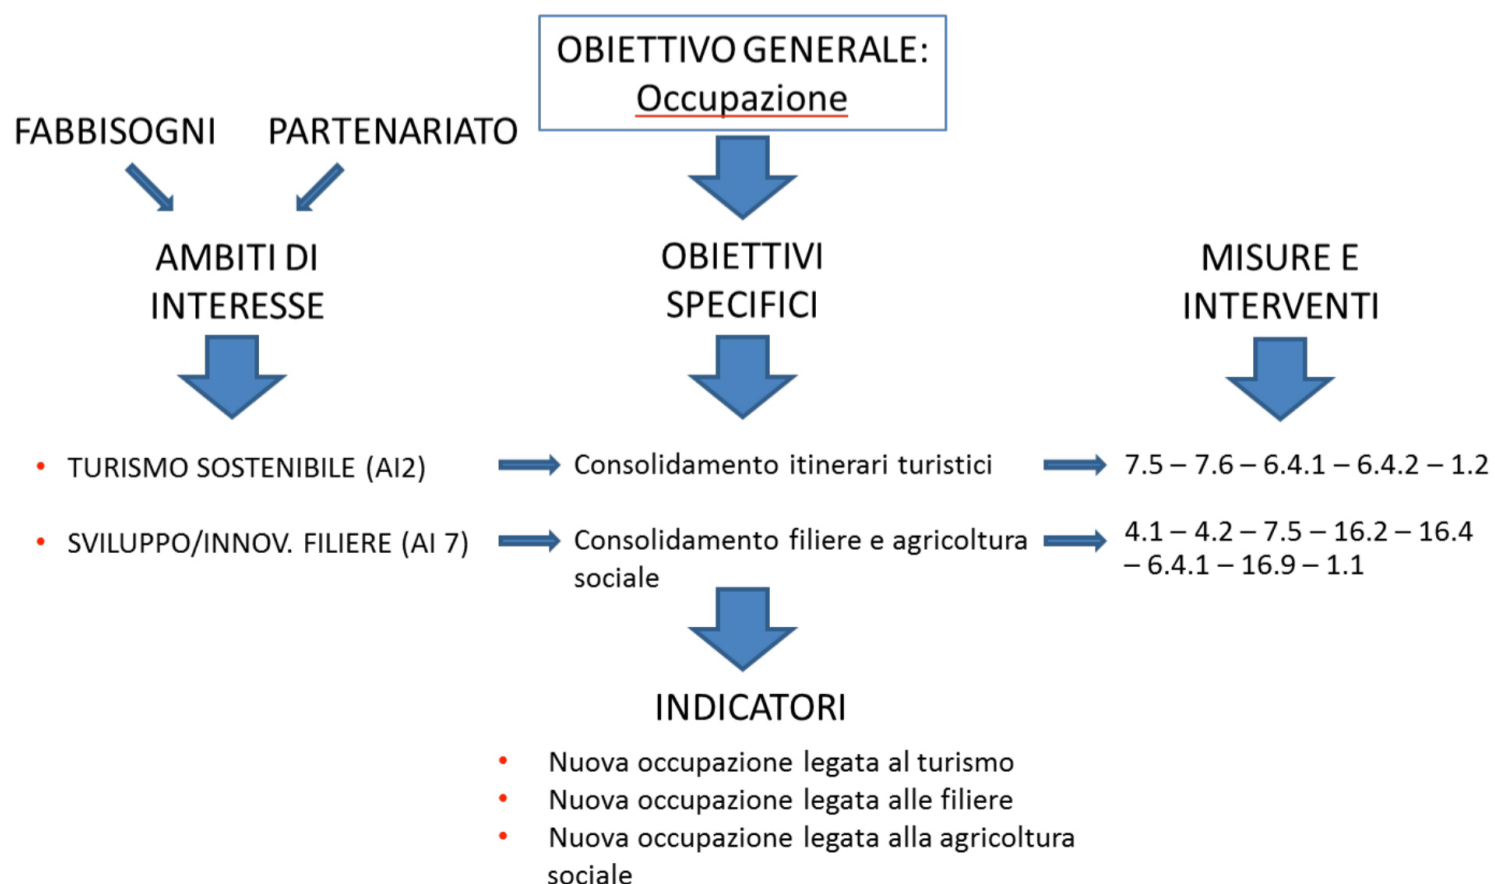 OBIETTIVO GENERALE:
Occupazione
FABBISOGNI
PARTENARIATO
AMBITI DI
INTERESSE
OBIETTIVI
SPECIFICI
MISURE E
INTERVENTI
• TURISMO SOSTENIBILE (AI2)
Consolidamento itinerari turistici
7.5 – 7.6 – 6.4.1 – 6.4.2 – 1.2
• SVILUPPO/INNOV. FILIERE (AI 7)
Consolidamento filiere e agricoltura
sociale
4.1 – 4.2 – 7.5 – 16.2 – 16.4
– 6.4.1 – 16.9 – 1.1
INDICATORI
• Nuova occupazione legata al turismo
• Nuova occupazione legata alle filiere
• Nuova occupazione legata alla agricoltura
sociale